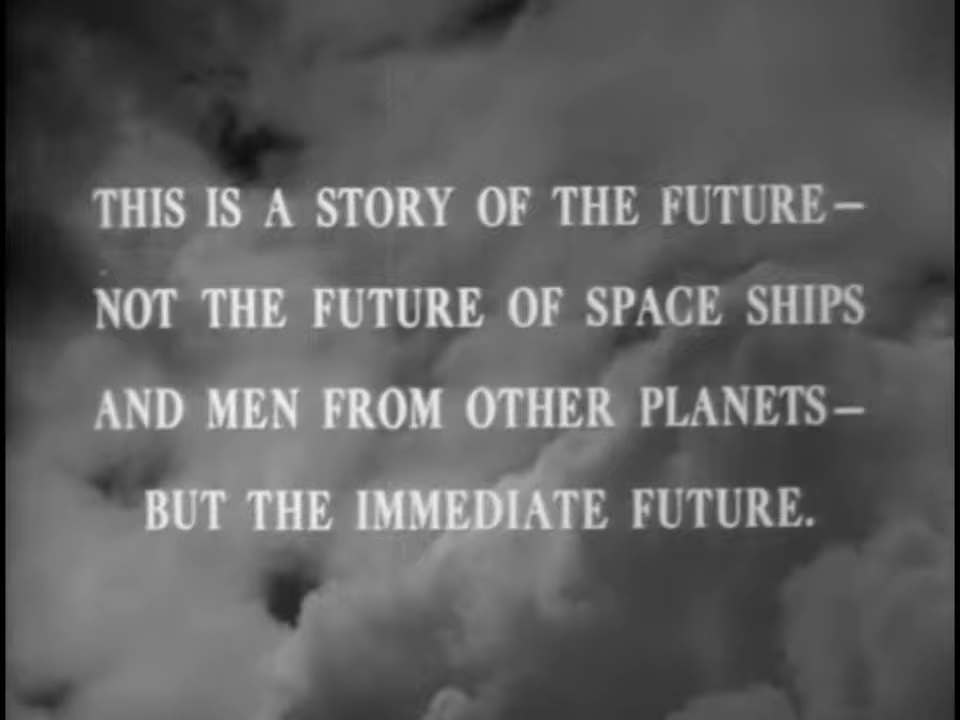 THIS IS A STORY OF THE FUTURE—
NOT THE FUTURE OF SPACE SHIPS
AND MEN FROM OTHER PLANETS—
BUT THE IMMEDIATE FUTURE.